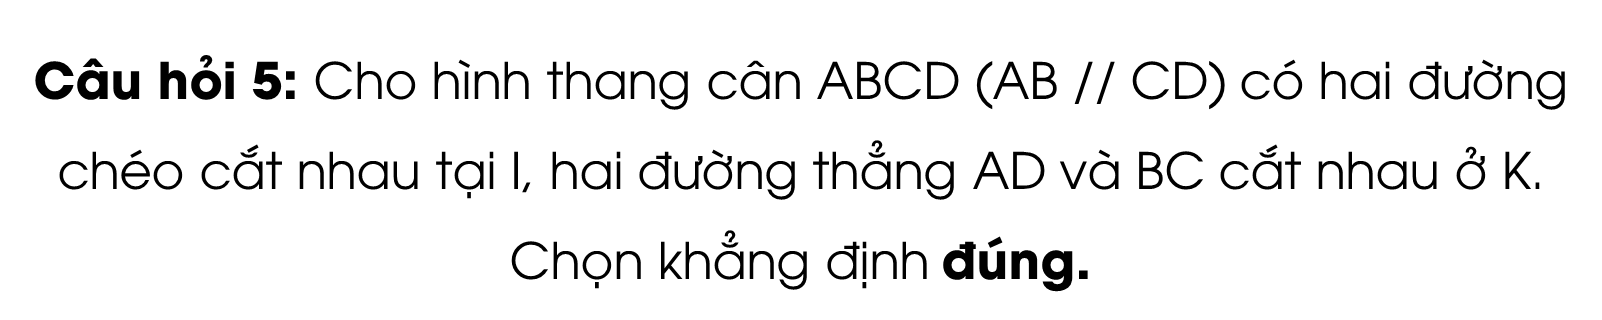 Câu hỏi 5: Cho hình thang cân ABCD (AB // CD) có hai đường
chéo cắt nhau tại I, hai đường thẳng AD và BC cắt nhau ở K.
Chọn khẳng định đúng.